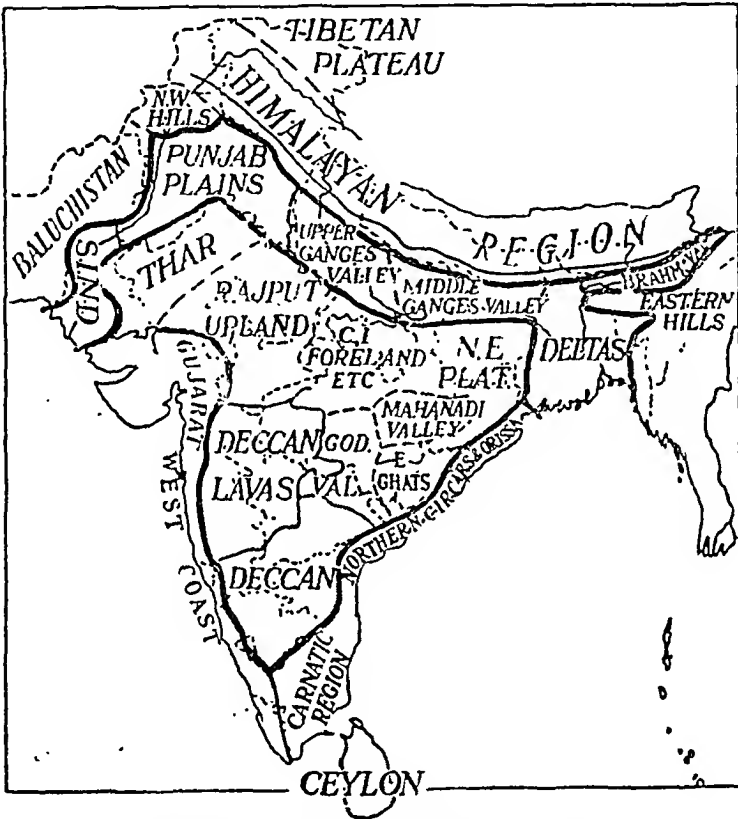 TIBETAN
PLATEAU
HIMALAYAN
REGION
N.W.
HILLS
BALUCHISTAN
PUNJAB
PLAINS
SIND
THAR
UPPER
GANGES
VALLEY
MIDDLE
GANGES VALLEY
BRAHM. VAL.
EASTERN
HILLS
RAJPUT
UPLAND
C.I.
FORELAND
ETC
N.E
PLAT.
DELTAS
GUJARAT
MAHANADI
VALLEY
DECCAN
LAVAS
GOD.
VAL.
E
GHATS
WEST
COAST
NORTHERN CIRCARS & ORISSA
DECCAN
CARNATIC
REGION
CEYLON